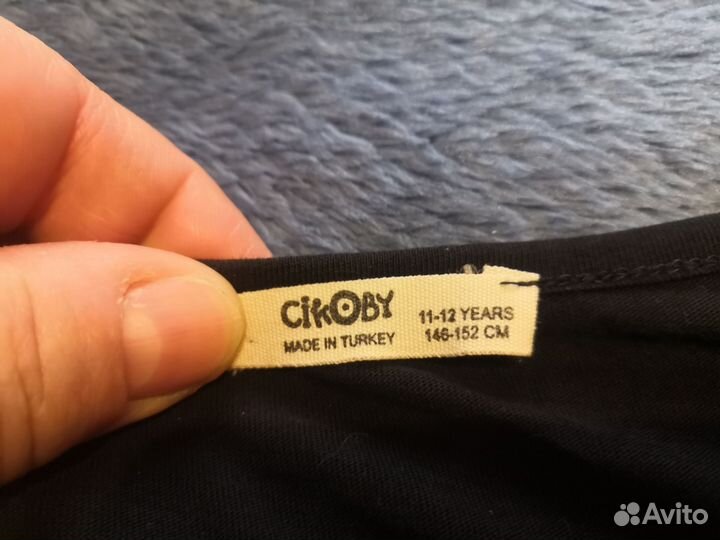 CikOBY
MADE IN TURKEY
11-12 YEARS
146-152 CM
Avito